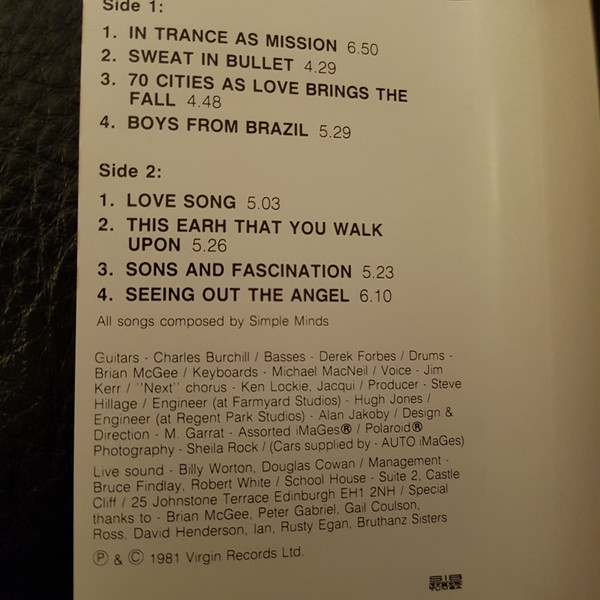 Side 1:
1. IN TRANCE AS MISSION 6.50
2. SWEAT IN BULLET 4.29
3. 70 CITIES AS LOVE BRINGS THE
FALL 4.48
4. BOYS FROM BRAZIL 5.29
Side 2:
1. LOVE SONG 5.03
2. THIS EARH THAT YOU WALK
UPON 5.26
3. SONS AND FASCINATION 5.23
4. SEEING OUT THE ANGEL 6.10
All songs composed by Simple Minds
Guitars - Charles Burchill / Basses - Derek Forbes / Drums -
Brian McGee / Keyboards - Michael MacNeil / Voice - Jim
Kerr / "Next" chorus - Ken Lockie, Jacqui / Producer - Steve
Hillage / Engineer (at Farmyard Studios) - Hugh Jones /
Engineer (at Regent Park Studios) - Alan Jakoby / Design &
Direction - M. Garrat - Assorted iMaGes® / Polaroid®
Photography - Sheila Rock / (Cars supplied by - AUTO iMaGes)
Live sound - Billy Worton, Douglas Cowan / Management -
Bruce Findlay, Robert White / School House - Suite 2, Castle
Cliff / 25 Johnstone Terrace Edinburgh EH1 2NH / Special
thanks to - Brian McGee, Peter Gabriel, Gail Coulson,
Ross, David Henderson, Ian, Rusty Egan, Bruthanz Sisters
℗ & © 1981 Virgin Records Ltd.